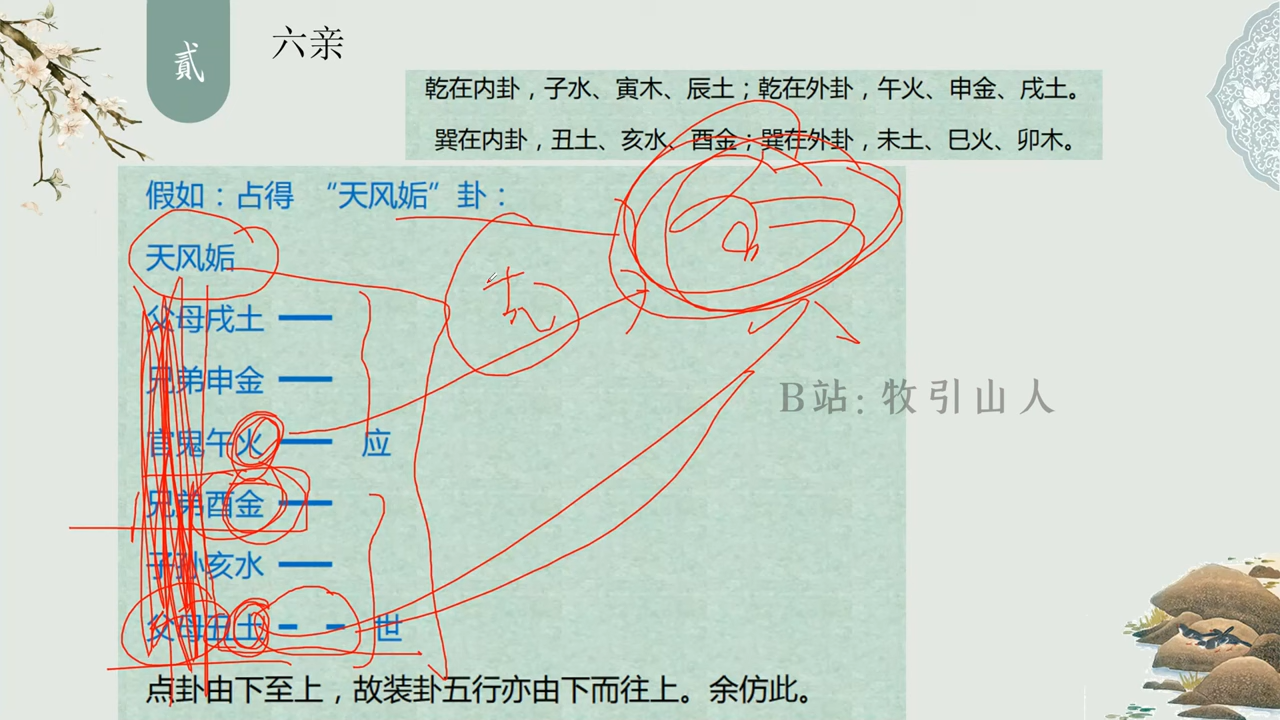 贰
六亲
乾在内卦，子水、寅木、辰土；乾在外卦，午火、申金、戌土。
巽在内卦，丑土、亥水、酉金；巽在外卦，未土、巳火、卯木。
假如：占得 “天风姤”卦：
天风姤
父母戌土
兄弟申金
官鬼午火 应
兄弟酉金
子孙亥水
父母丑土 世
点卦由下至上，故装卦五行亦由下而往上。余仿此。
B站：牧引山人